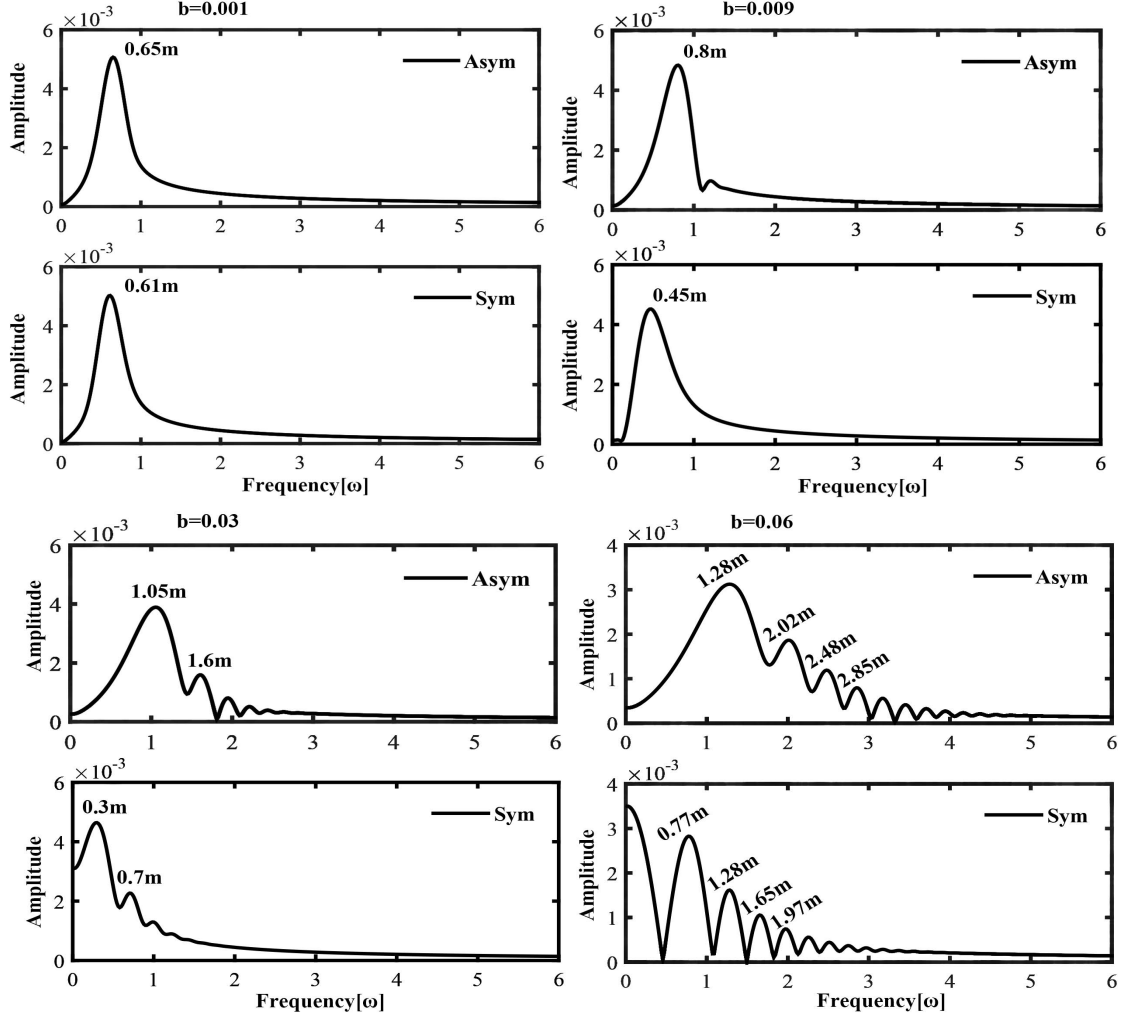 b=0.001
×10⁻³
6
4
2
0
Amplitude
0.65m
Asym
0 1 2 3 4 5 6
×10⁻³
6
4
2
0
Amplitude
0.61m
Sym
0 1 2 3 4 5 6
Frequency[ω]
b=0.009
×10⁻³
6
4
2
0
Amplitude
0.8m
Asym
0 1 2 3 4 5 6
×10⁻³
6
4
2
0
Amplitude
0.45m
Sym
0 1 2 3 4 5 6
Frequency[ω]
b=0.03
×10⁻³
6
4
2
0
Amplitude
1.05m
1.6m
Asym
0 1 2 3 4 5 6
×10⁻³
6
4
2
0
Amplitude
0.3m
0.7m
Sym
0 1 2 3 4 5 6
Frequency[ω]
b=0.06
×10⁻³
4
3
2
1
0
Amplitude
1.28m
2.02m
2.48m
2.85m
Asym
0 1 2 3 4 5 6
×10⁻³
4
3
2
1
0
Amplitude
0.77m
1.28m
1.65m
1.97m
Sym
0 1 2 3 4 5 6
Frequency[ω]